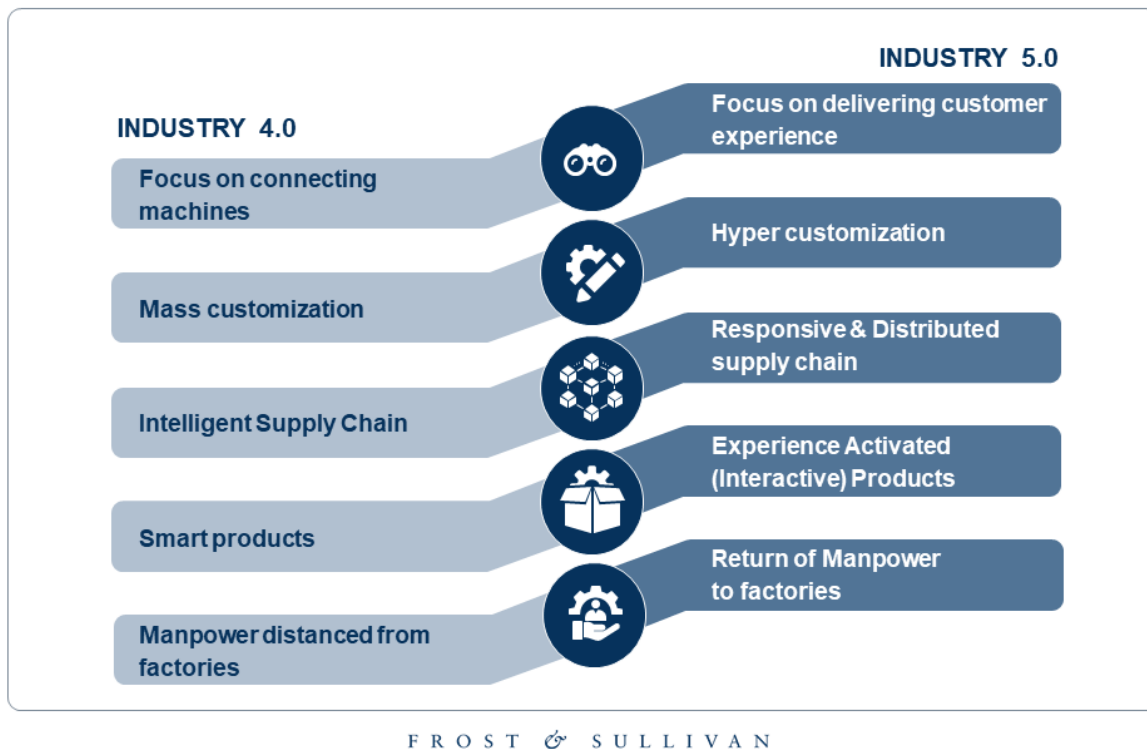 INDUSTRY 4.0
Focus on connecting
machines
Mass customization
Intelligent Supply Chain
Smart products
Manpower distanced from
factories
INDUSTRY 5.0
Focus on delivering customer
experience
Hyper customization
Responsive & Distributed
supply chain
Experience Activated
(Interactive) Products
Return of Manpower
to factories
FROST & SULLIVAN